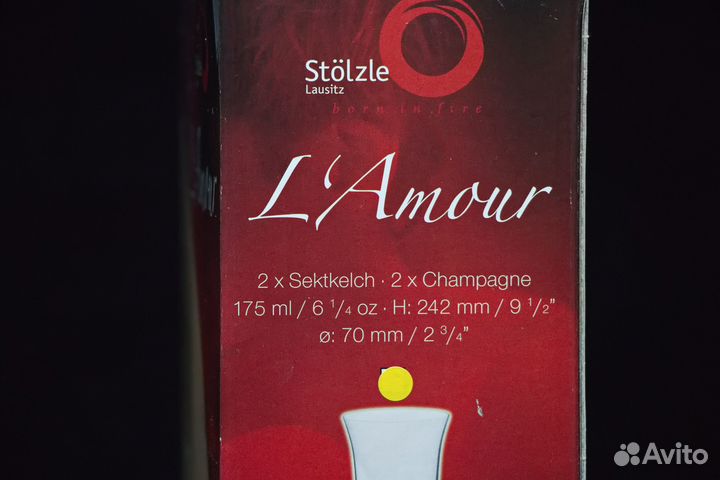 Stölzle
Lausitz
born in fire
L'Amour
2 x Sektkelch · 2 x Champagne
175 ml / 6 1/4 oz · H: 242 mm / 9 1/2"
ø: 70 mm / 2 3/4"
Avito